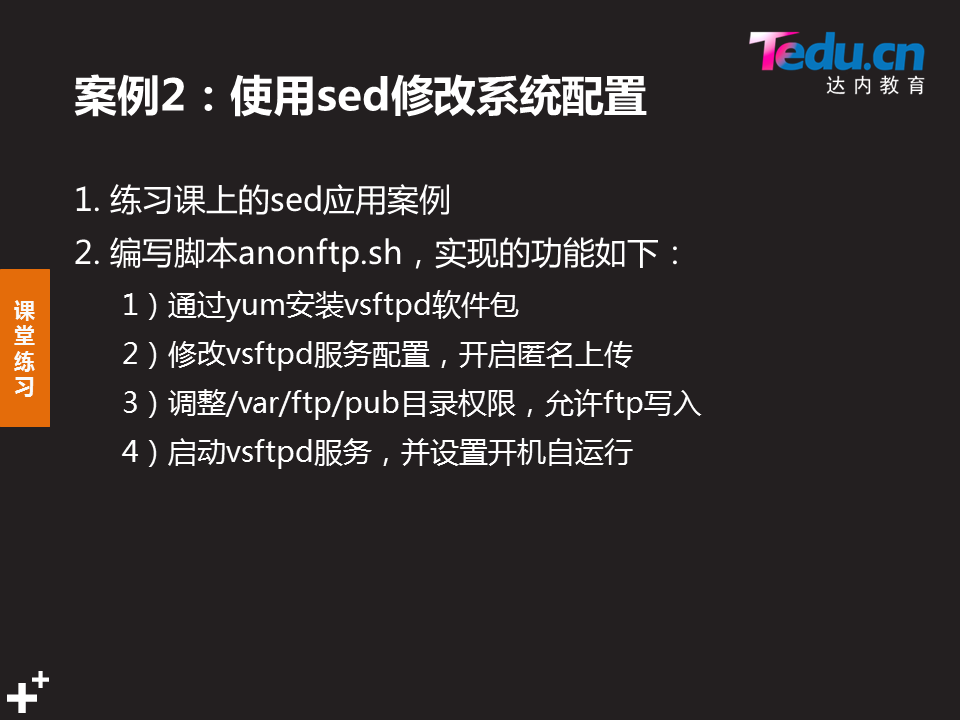 Tedu.cn
达内教育
案例2：使用sed修改系统配置
1. 练习课上的sed应用案例
2. 编写脚本anonftp.sh，实现的功能如下：
1）通过yum安装vsftpd软件包
2）修改vsftpd服务配置，开启匿名上传
3）调整/var/ftp/pub目录权限，允许ftp写入
4）启动vsftpd服务，并设置开机自运行
课堂练习